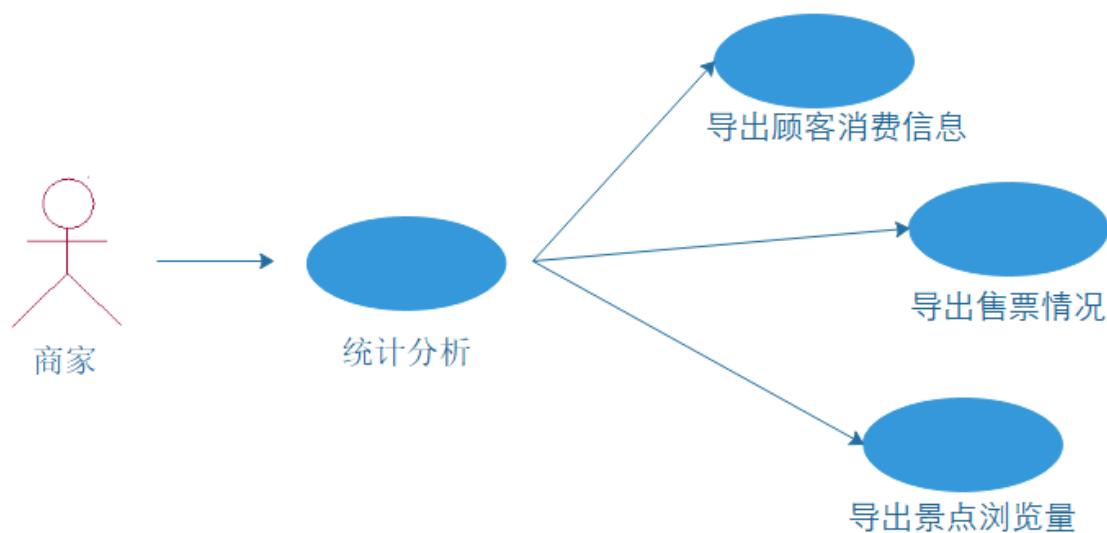 导出顾客消费信息
导出售票情况
商家
统计分析
导出景点浏览量